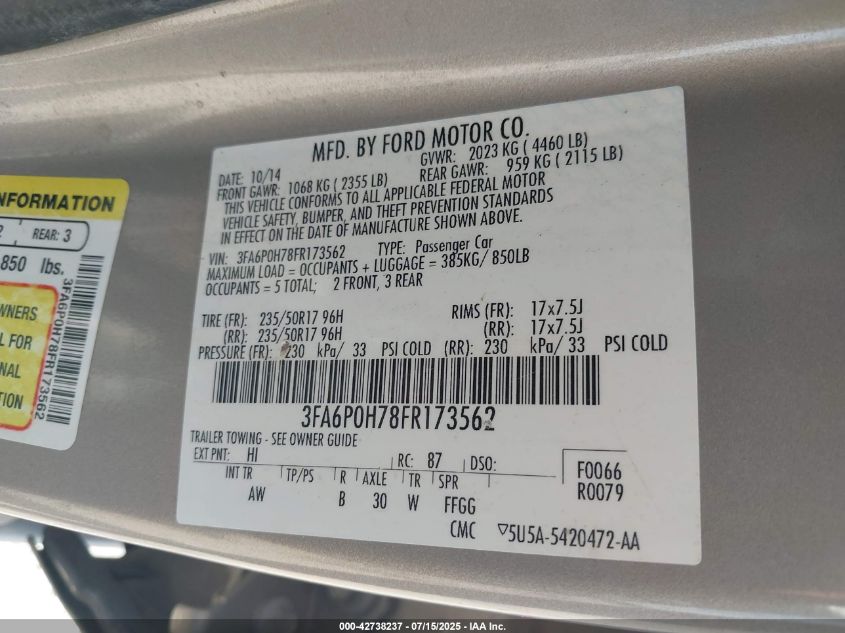 MFD. BY FORD MOTOR CO.
DATE: 10/14 GVWR: 2023 KG ( 4460 LB)
FRONT GAWR: 1068 KG ( 2355 LB) REAR GAWR: 959 KG ( 2115 LB)
THIS VEHICLE CONFORMS TO ALL APPLICABLE FEDERAL MOTOR
VEHICLE SAFETY, BUMPER, AND THEFT PREVENTION STANDARDS
IN EFFECT ON THE DATE OF MANUFACTURE SHOWN ABOVE.
VIN: 3FA6P0H78FR173562 TYPE: Passenger Car
MAXIMUM LOAD = OCCUPANTS + LUGGAGE = 385KG/ 850LB
OCCUPANTS = 5 TOTAL; 2 FRONT, 3 REAR
TIRE (FR): 235/50R17 96H RIMS (FR): 17x7.5J
(RR): 235/50R17 96H (RR): 17x7.5J
PRESSURE (FR): 230 kPa/ 33 PSI COLD (RR): 230 kPa/ 33 PSI COLD
3FA6P0H78FR173562
TRAILER TOWING - SEE OWNER GUIDE
EXT PNT: HI RC: 87 DSO:
INT TR TP/PS R AXLE TR SPR
AW B 30 W FFGG
F0066
R0079
CMC ▽5U5A-5420472-AA
INFORMATION
2 REAR: 3
850 lbs.
WNERS
L FOR
NAL
TION
3FA6P0H78FR173562
000-42738237 - 07/15/2025 - IAA Inc.